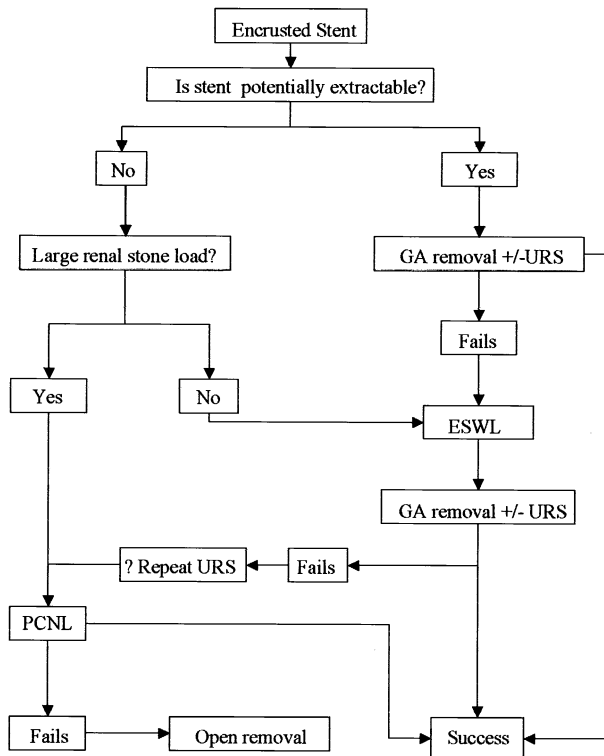 Encrusted Stent
Is stent potentially extractable?
No
Yes
Large renal stone load?
GA removal +/-URS
Fails
Yes
No
ESWL
GA removal +/- URS
? Repeat URS
Fails
PCNL
Fails
Open removal
Success